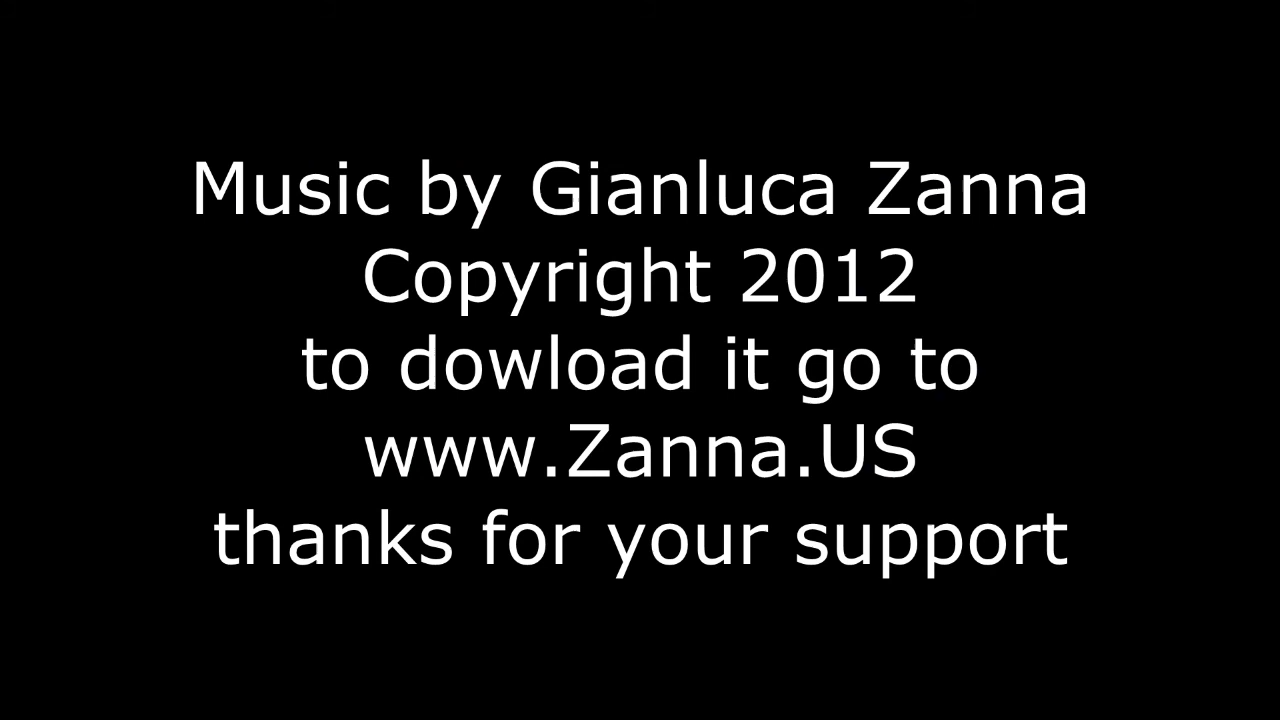 Music by Gianluca Zanna
Copyright 2012
to dowload it go to
www.Zanna.US
thanks for your support